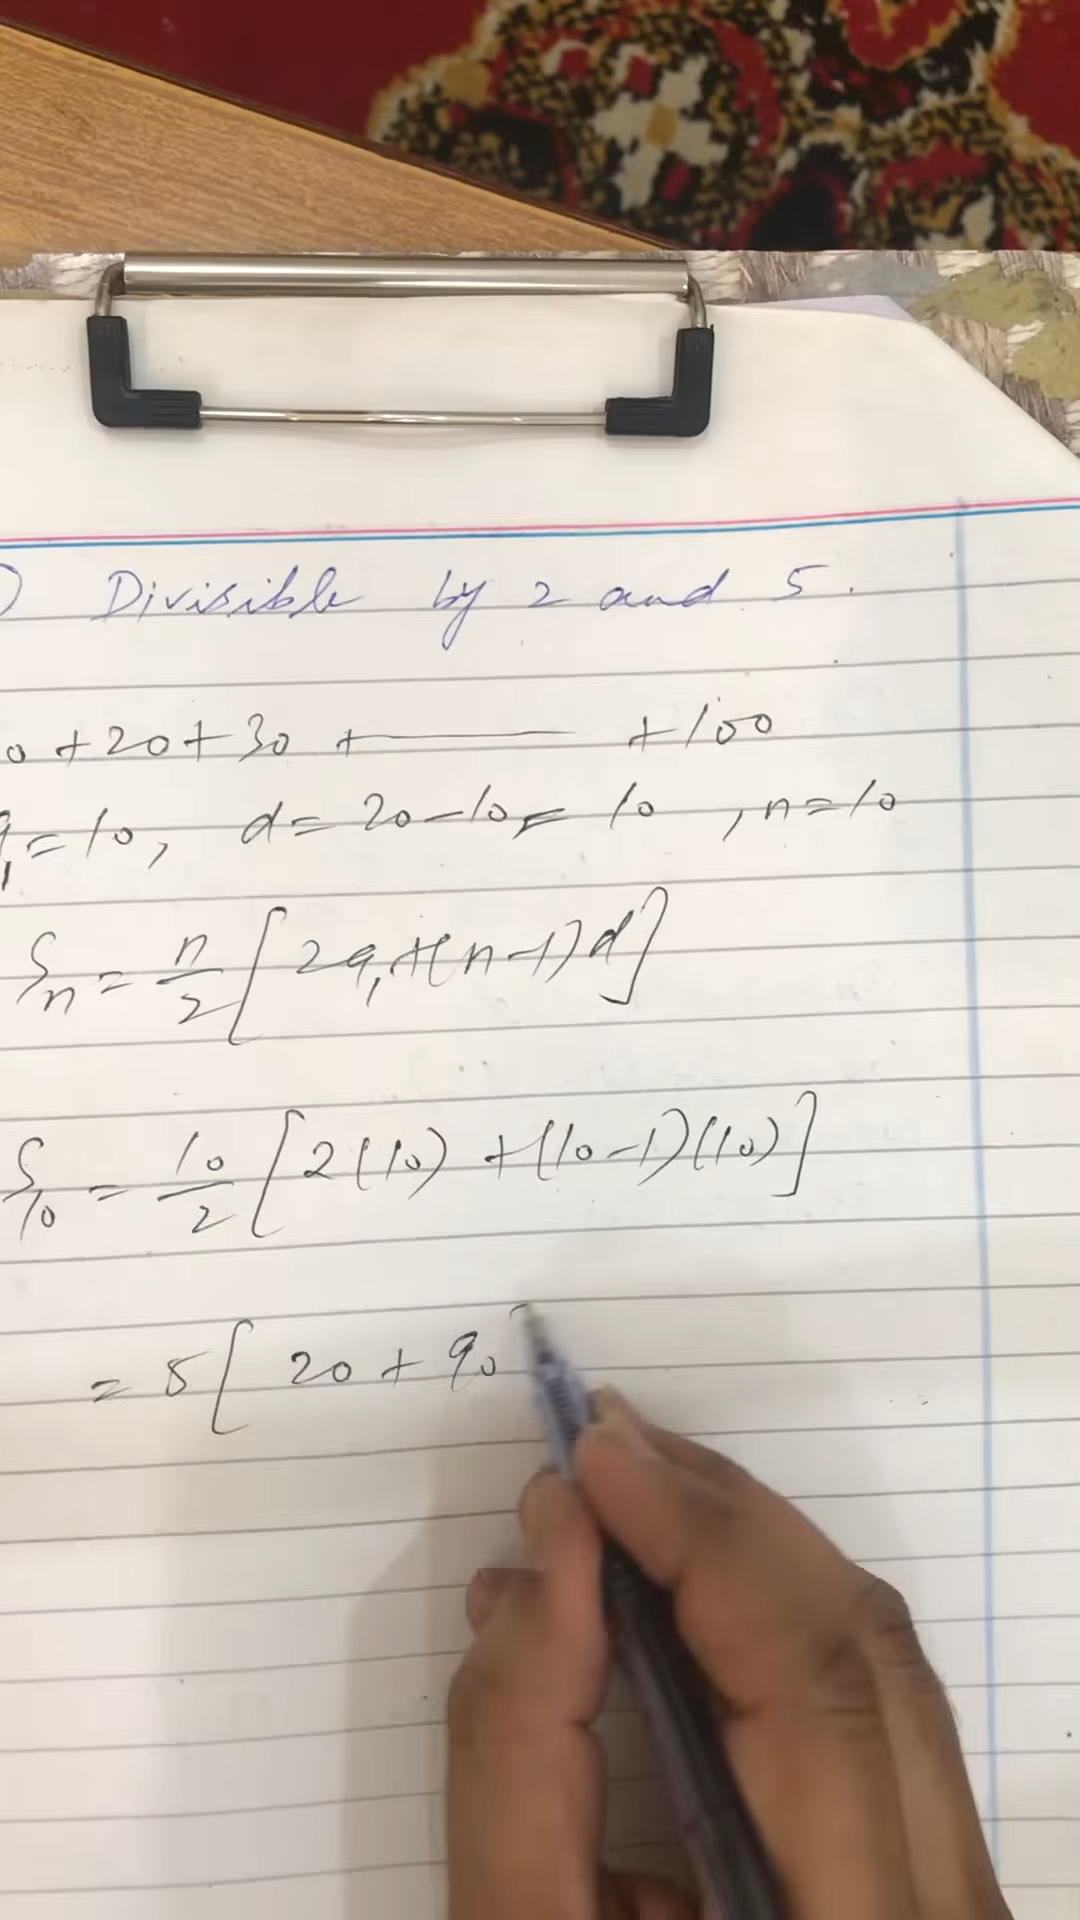 ) Divisible by 2 and 5.
0 + 20 + 30 + —— + 100
a₁ = 10, d = 20 - 10 = 10, n = 10
Sₙ = n/2 [2a₁ + (n-1)d]
S₁₀ = 10/2 [2(10) + (10-1)(10)]
= 5[ 20 + 90